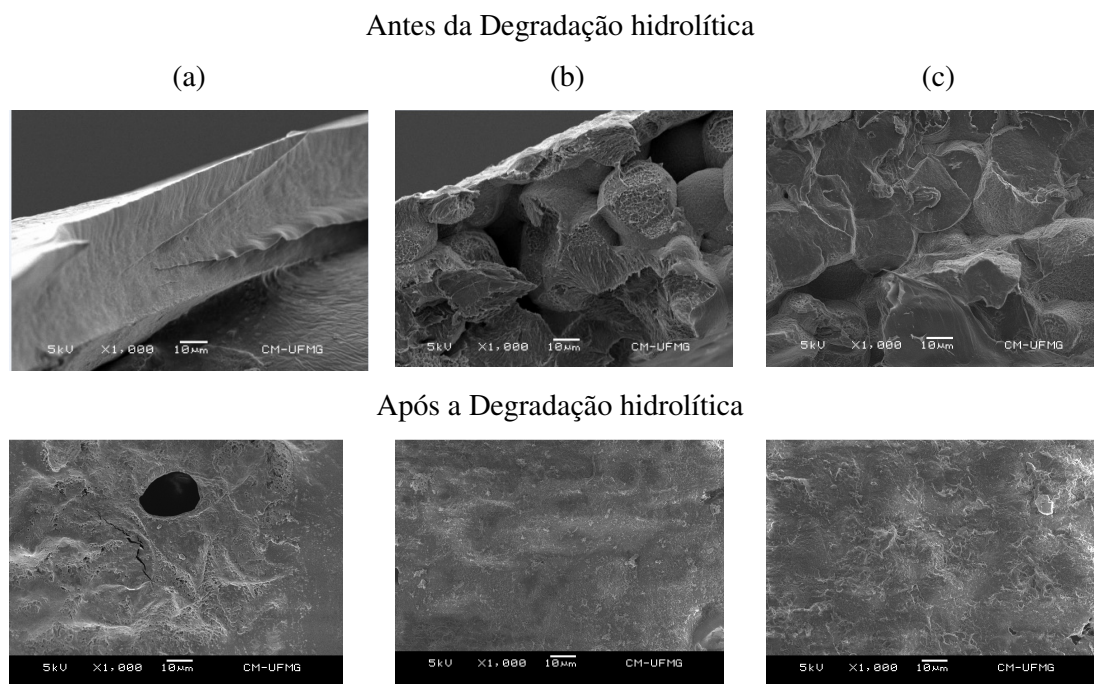 Antes da Degradação hidrolítica
(a) (b) (c)
5kV X1,000 10µm CM-UFMG
5kV X1,000 10µm CM-UFMG
5kV X1,000 10µm CM-UFMG
Após a Degradação hidrolítica
5kV X1,000 10µm CM-UFMG
5kV X1,000 10µm CM-UFMG
5kV X1,000 10µm CM-UFMG